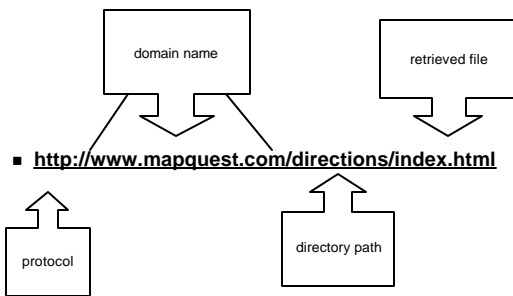 domain name
retrieved file
▪ http://www.mapquest.com/directions/index.html
protocol
directory path